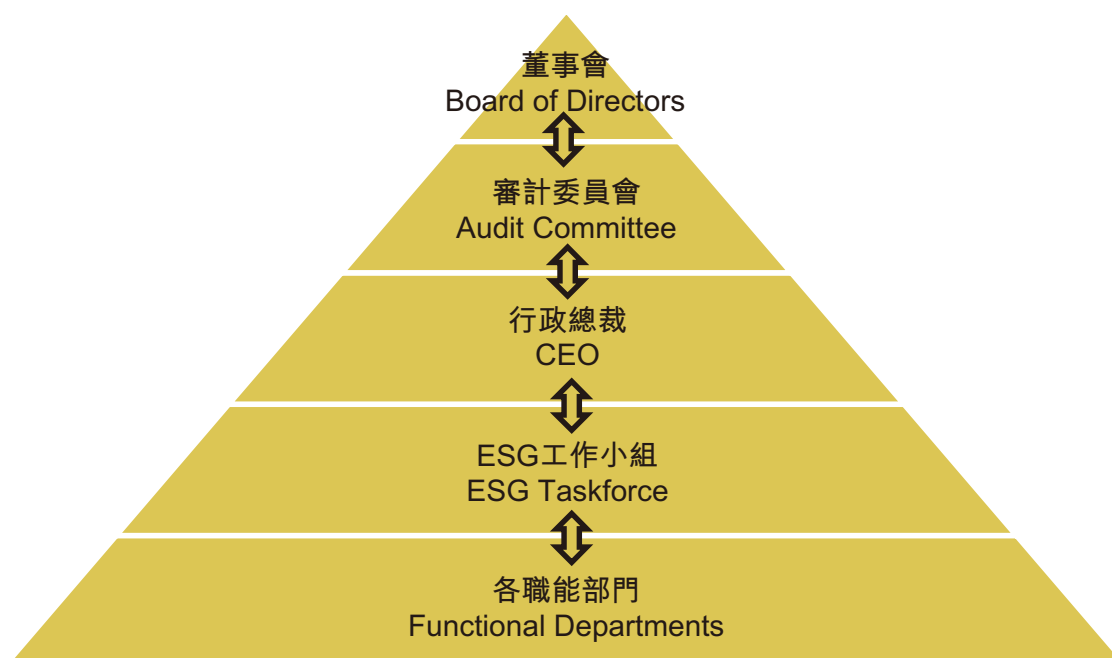 董事會
Board of Directors
審計委員會
Audit Committee
行政總裁
CEO
ESG工作小組
ESG Taskforce
各職能部門
Functional Departments